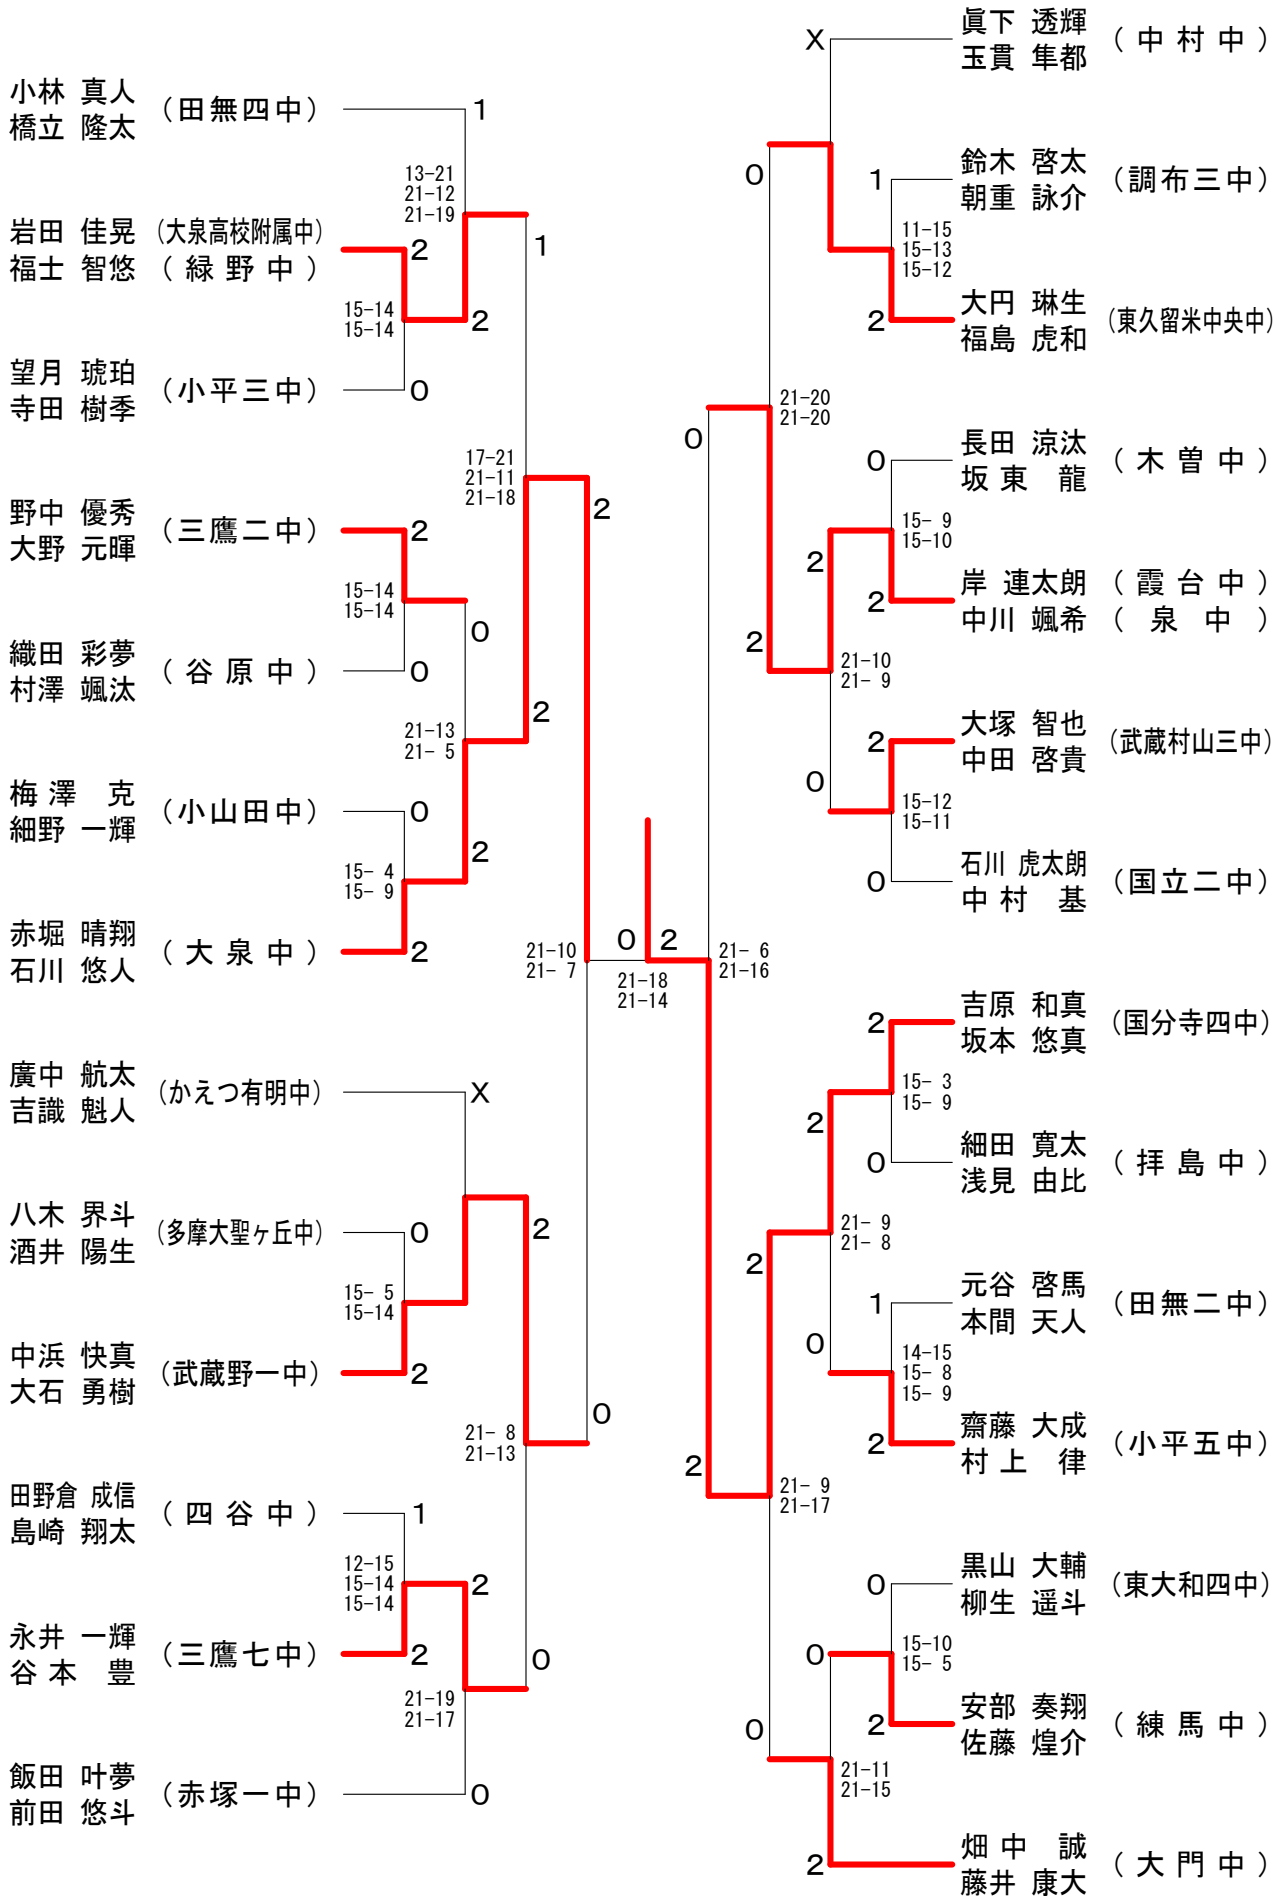 小林 真人
橋立 隆太
(田無四中)
1
13-21
21-12
21-19
岩田 佳晃 (大泉高校附属中)
福士 智悠 (緑野中)
2
1
15-14
15-14
2
望月 琥珀
寺田 樹季
(小平三中)
0
17-21
21-11
21-18
2
野中 優秀
大野 元暉
(三鷹二中)
2
15-14
15-14
0
織田 彩夢
村澤 颯汰
(谷原中)
0
21-13
21- 5
2
梅澤 克
細野 一輝
(小山田中)
0
15- 4
15- 9
2
赤堀 晴翔
石川 悠人
(大泉中)
2
21-10
21- 7
0 2
21-18
21-14
廣中 航太
吉識 魁人
(かえつ有明中)
X
八木 界斗
酒井 陽生
(多摩大聖ヶ丘中)
0
2
15- 5
15-14
中浜 快真
大石 勇樹
(武蔵野一中)
2
21- 8
21-13
0
田野倉 成信
島崎 翔太
(四谷中)
1
12-15
15-14
15-14
2
永井 一輝
谷本 豊
(三鷹七中)
2
0
21-19
21-17
飯田 叶夢
前田 悠斗
(赤塚一中)
0
X
眞下 透輝
玉貫 隼都
(中村中)
0
1
鈴木 啓太
朝重 詠介
(調布三中)
11-15
15-13
15-12
2
大円 琳生
福島 虎和
(東久留米中央中)
21-20
21-20
0
0
長田 涼汰
坂東 龍
(木曽中)
15- 9
15-10
2
2
岸 連太朗 (霞台中)
中川 颯希 (泉中)
2
21-10
21- 9
2
大塚 智也
中田 啓貴
(武蔵村山三中)
0
15-12
15-11
0
石川 虎太朗
中村 基
(国立二中)
21- 6
21-16
2
吉原 和真
坂本 悠真
(国分寺四中)
15- 3
15- 9
2
0
細田 寛太
浅見 由比
(拝島中)
21- 9
21- 8
2
1
元谷 啓馬
本間 天人
(田無二中)
0
14-15
15- 8
15- 9
2
齋藤 大成
村上 律
(小平五中)
2
21- 9
21-17
0
黒山 大輔
柳生 遥斗
(東大和四中)
0
15-10
15- 5
2
安部 奏翔
佐藤 煌介
(練馬中)
0
21-11
21-15
2
畑中 誠
藤井 康大
(大門中)